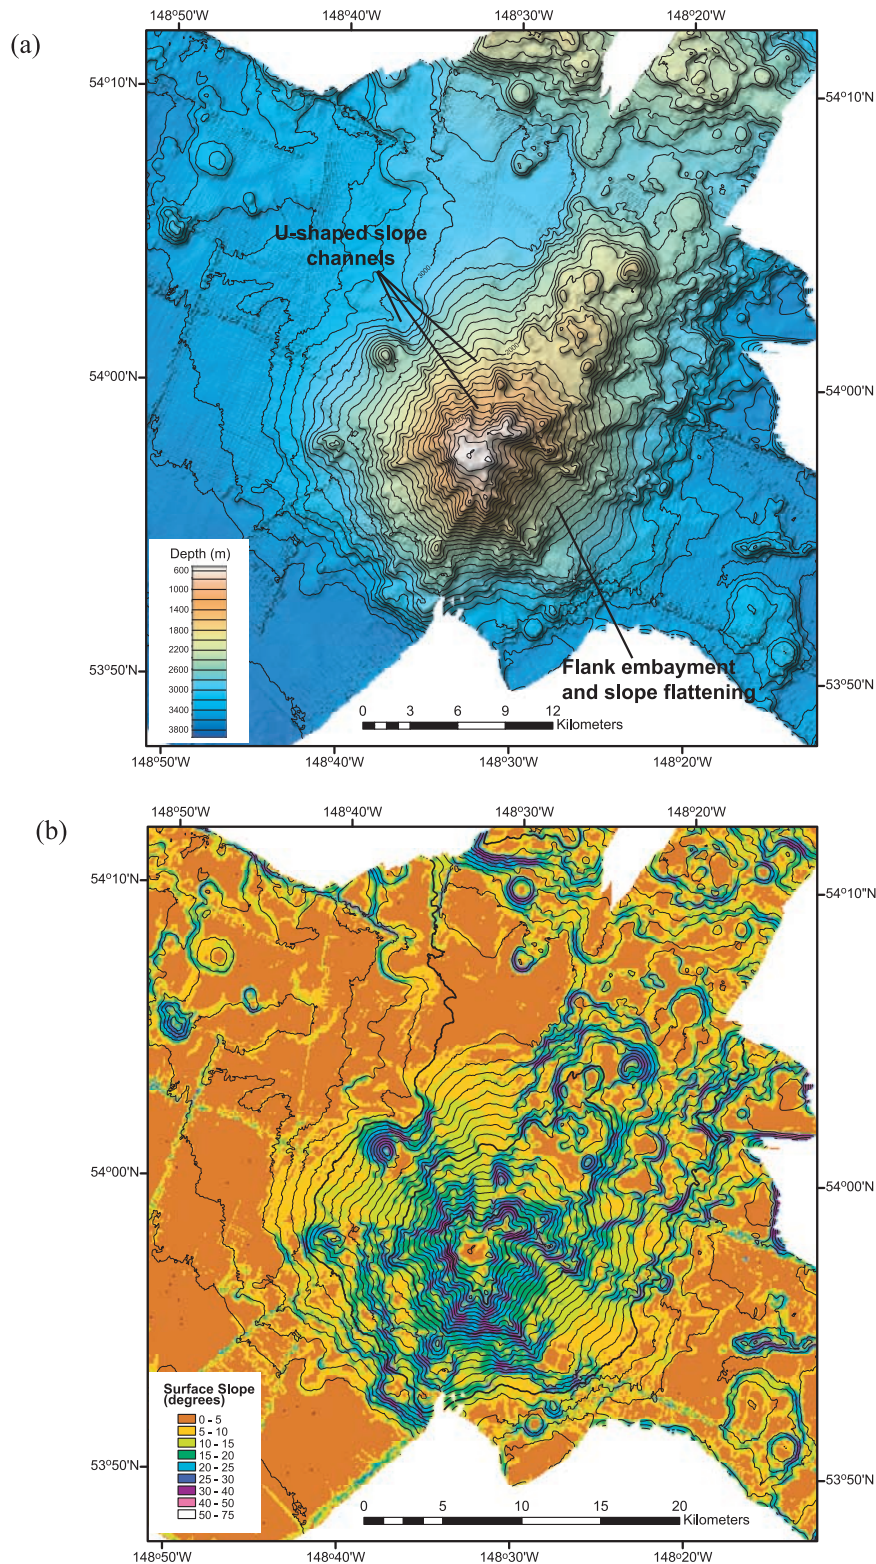 (a)
148°50'W 148°40'W 148°30'W 148°20'W
54°10'N 54°10'N
U-shaped slope
channels
3000
2000
54°00'N 54°00'N
Depth (m)
600
1000
1400
1800
2200
2600
3000
3400
3800
Flank embayment
and slope flattening
53°50'N 53°50'N
0 3 6 9 12
Kilometers
148°50'W 148°40'W 148°30'W 148°20'W
(b)
148°50'W 148°40'W 148°30'W 148°20'W
54°10'N 54°10'N
54°00'N 54°00'N
Surface Slope
(degrees)
0 - 5
5 - 10
10 - 15
15 - 20
20 - 25
25 - 30
30 - 40
40 - 50
50 - 75
53°50'N 53°50'N
0 5 10 15 20
Kilometers
148°50'W 148°40'W 148°30'W 148°20'W